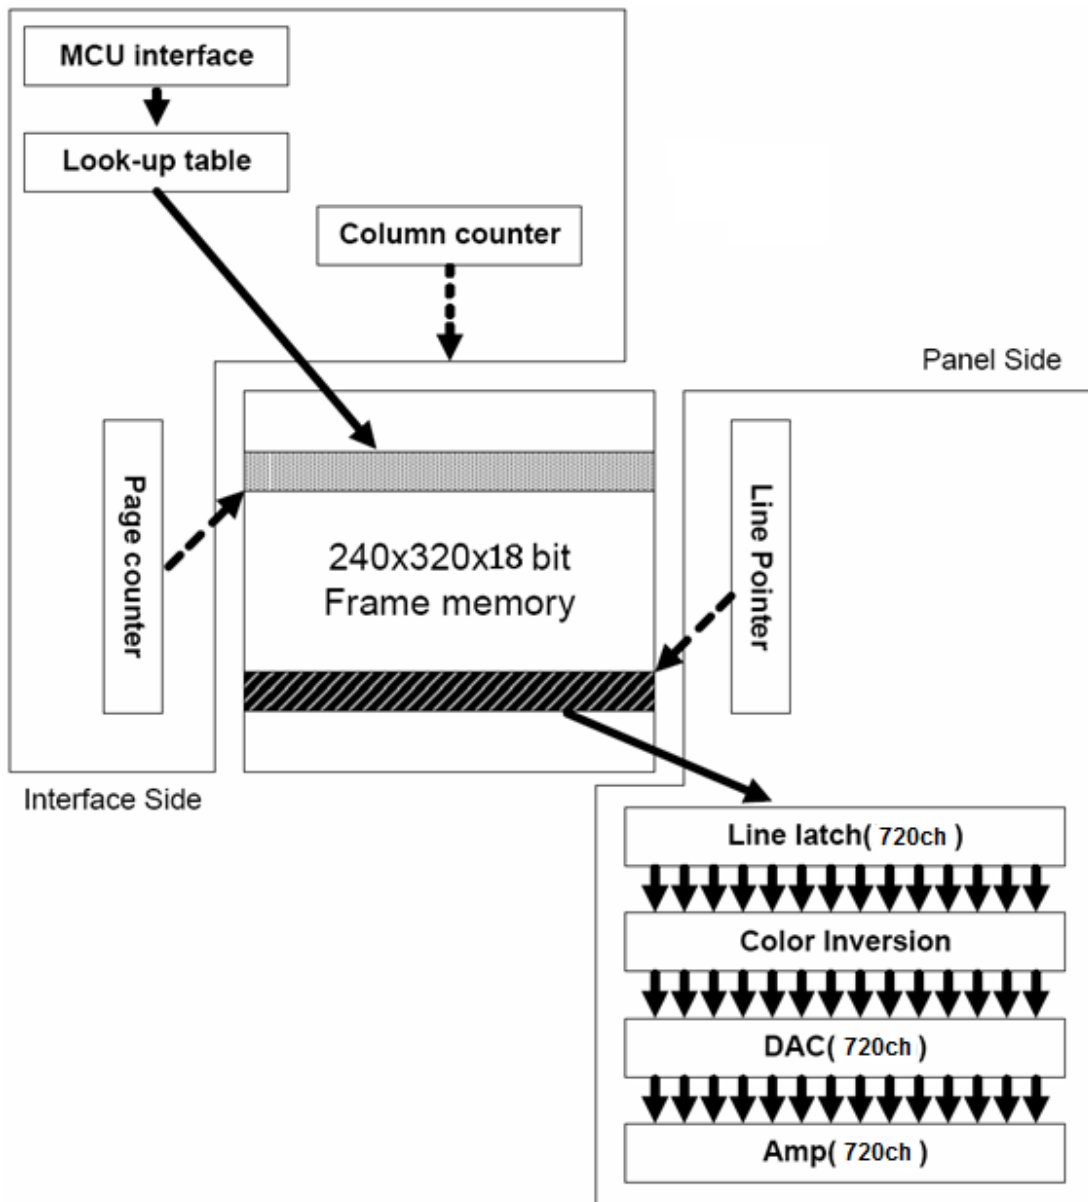 MCU interface
Look-up table
Column counter
Panel Side
Page counter
Line Pointer
240x320x18 bit
Frame memory
Interface Side
Line latch( 720ch )
Color Inversion
DAC( 720ch )
Amp( 720ch )